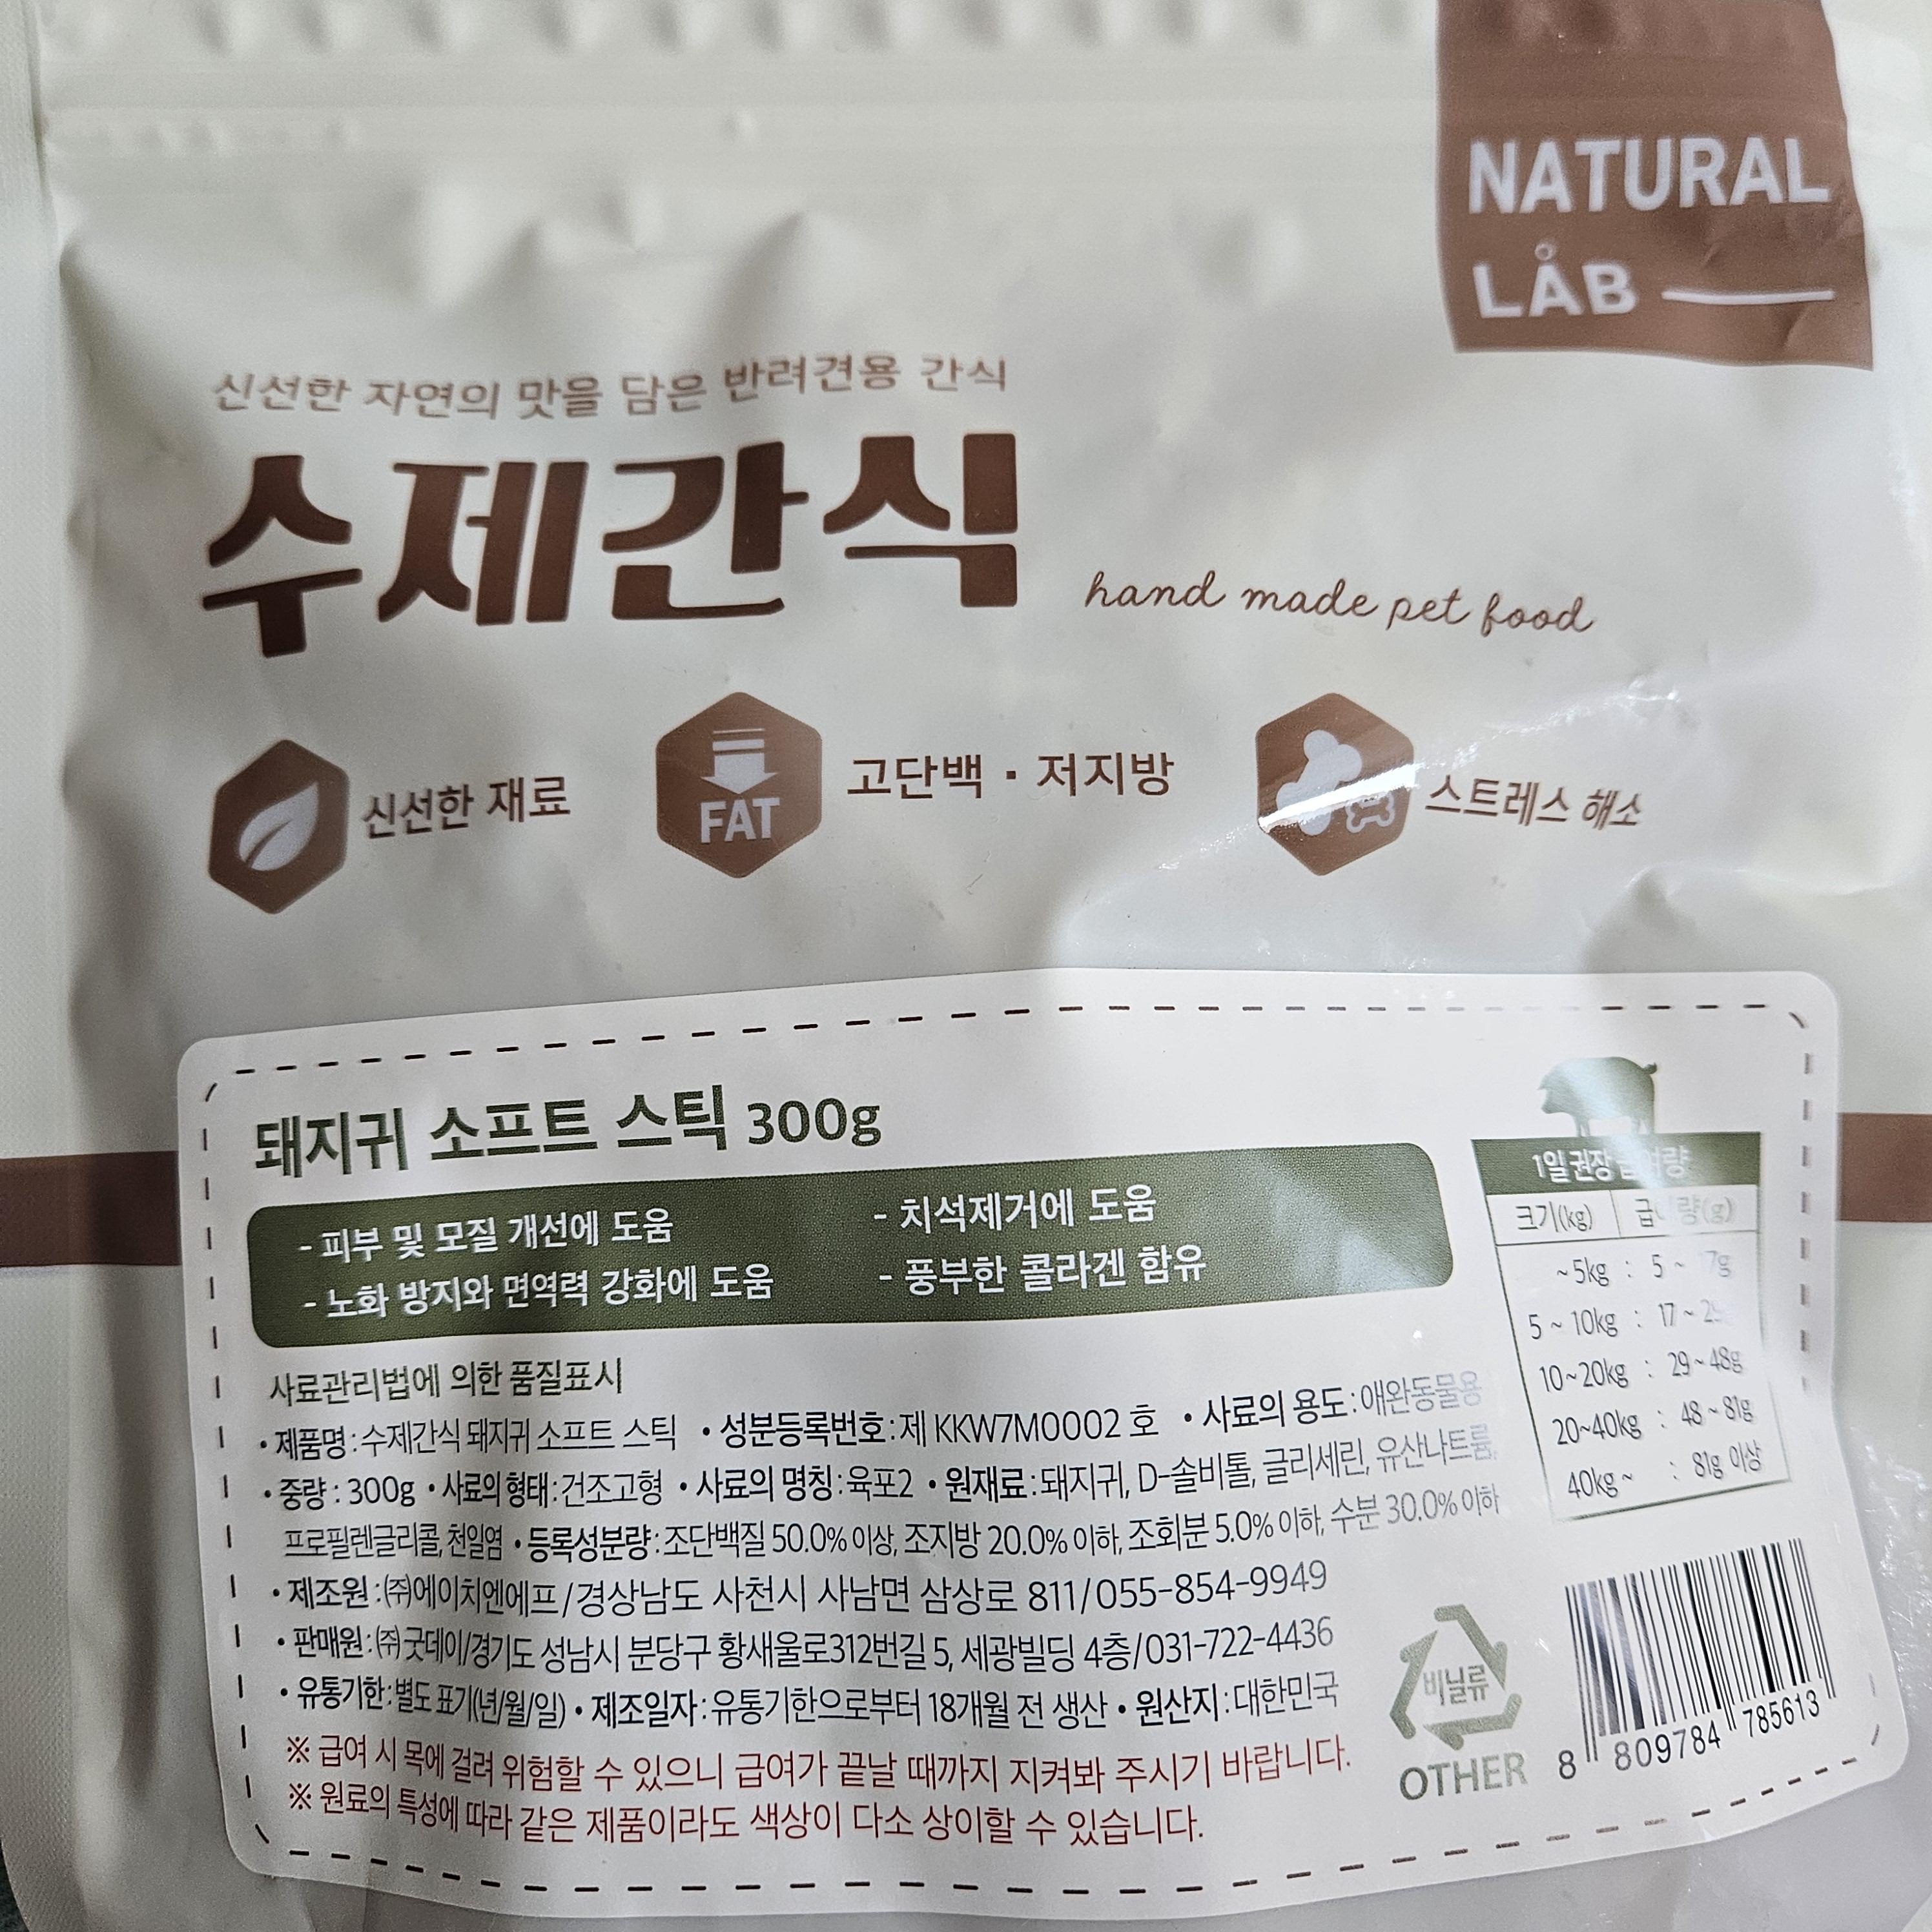 NATURAL
LÅB
신선한 자연의 맛을 담은 반려견용 간식
수제간식
hand made pet food
신선한 재료
FAT
고단백 · 저지방
스트레스 해소
돼지귀 소프트 스틱 300g
- 피부 및 모질 개선에 도움
- 치석제거에 도움
- 노화 방지와 면역력 강화에 도움
- 풍부한 콜라겐 함유
1일 권장
크기(kg)
~5kg : 5 ~ 7g
5 ~ 10kg : 17 ~
10~20kg : 29~48g
20~40kg : 48~81g
40kg~ : 81g 이상
사료관리법에 의한 품질표시
• 제품명 : 수제간식 돼지귀 소프트 스틱 • 성분등록번호 : 제 KKW7M0002 호 • 사료의 용도 : 애완동물용
• 중량 : 300g • 사료의 형태 : 건조고형 • 사료의 명칭 : 육포2 • 원재료 : 돼지귀, D-솔비톨, 글리세린, 유산나트륨,
프로필렌글리콜, 천일염 • 등록성분량 : 조단백질 50.0% 이상, 조지방 20.0% 이하, 조회분 5.0% 이하, 수분 30.0% 이하
• 제조원 : ㈜에이치엔에프/경상남도 사천시 사남면 삼상로 811/055-854-9949
• 판매원 : ㈜굿데이/경기도 성남시 분당구 황새울로312번길 5, 세광빌딩 4층/031-722-4436
• 유통기한 : 별도 표기(년/월/일) • 제조일자 : 유통기한으로부터 18개월 전 생산 • 원산지 : 대한민국
※ 급여 시 목에 걸려 위험할 수 있으니 급여가 끝날 때까지 지켜봐 주시기 바랍니다.
※ 원료의 특성에 따라 같은 제품이라도 색상이 다소 상이할 수 있습니다.
비닐류
OTHER
8 809784 785613